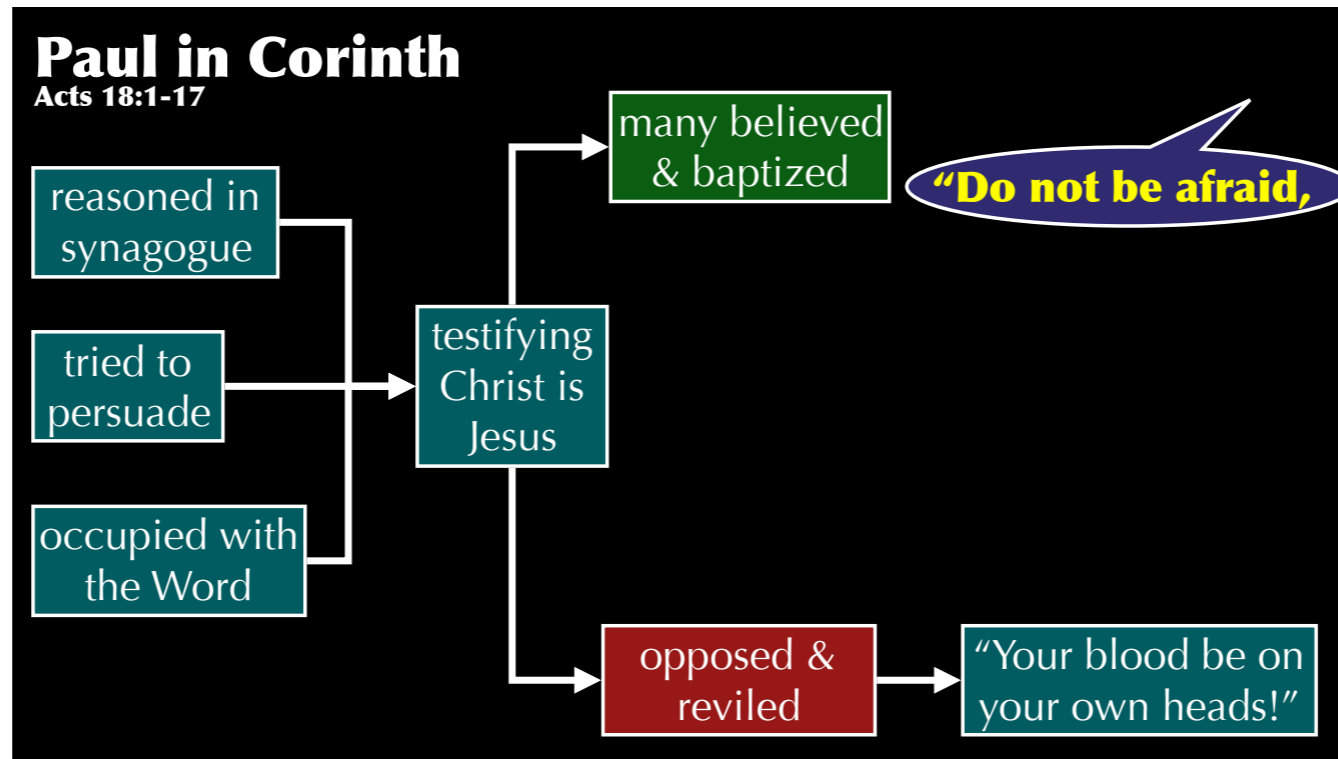 Paul in Corinth
Acts 18:1-17
reasoned in
synagogue
tried to
persuade
occupied with
the Word
testifying
Christ is
Jesus
many believed
& baptized
“Do not be afraid,
opposed &
reviled
“Your blood be on
your own heads!”